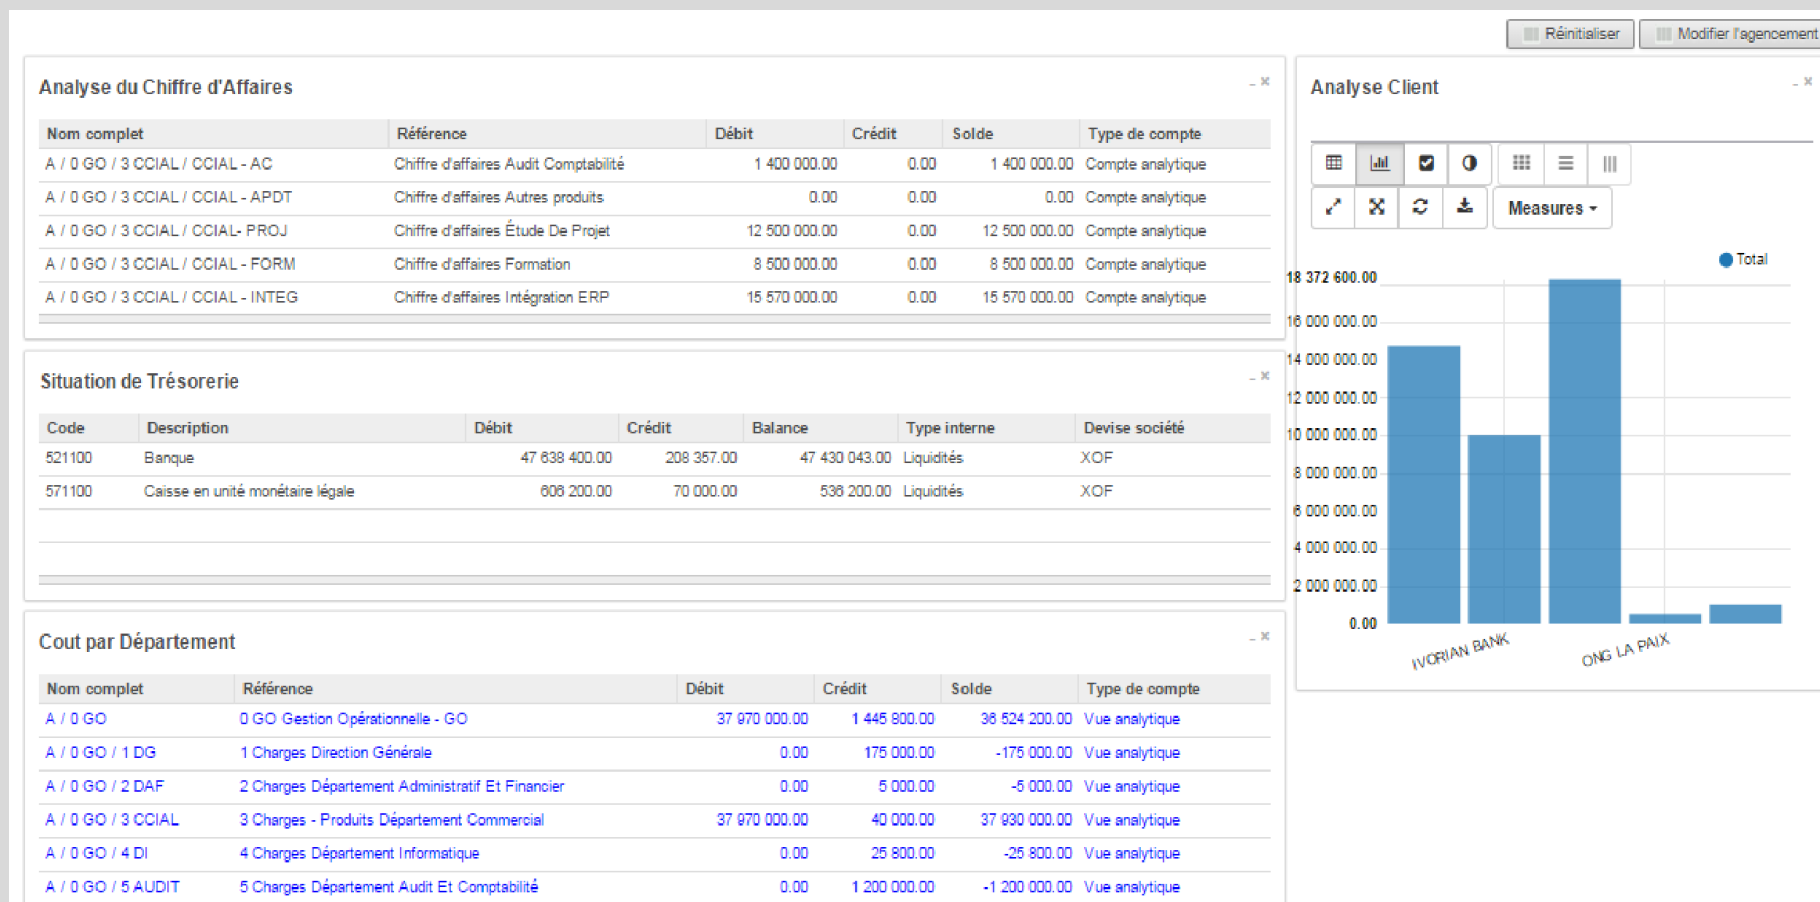 Réinitialiser Modifier l'agencement
Analyse du Chiffre d'Affaires
Nom complet Référence Débit Crédit Solde Type de compte
A / 0 GO / 3 CCIAL / CCIAL - AC Chiffre d'affaires Audit Comptabilité 1 400 000.00 0.00 1 400 000.00 Compte analytique
A / 0 GO / 3 CCIAL / CCIAL - APDT Chiffre d'affaires Autres produits 0.00 0.00 0.00 Compte analytique
A / 0 GO / 3 CCIAL / CCIAL- PROJ Chiffre d'affaires Étude De Projet 12 500 000.00 0.00 12 500 000.00 Compte analytique
A / 0 GO / 3 CCIAL / CCIAL - FORM Chiffre d'affaires Formation 8 500 000.00 0.00 8 500 000.00 Compte analytique
A / 0 GO / 3 CCIAL / CCIAL - INTEG Chiffre d'affaires Intégration ERP 15 570 000.00 0.00 15 570 000.00 Compte analytique
Situation de Trésorerie
Code Description Débit Crédit Balance Type interne Devise société
521100 Banque 47 638 400.00 208 357.00 47 430 043.00 Liquidités XOF
571100 Caisse en unité monétaire légale 606 200.00 70 000.00 536 200.00 Liquidités XOF
Cout par Département
Nom complet Référence Débit Crédit Solde Type de compte
A / 0 GO 0 GO Gestion Opérationnelle - GO 37 970 000.00 1 445 800.00 36 524 200.00 Vue analytique
A / 0 GO / 1 DG 1 Charges Direction Générale 0.00 175 000.00 -175 000.00 Vue analytique
A / 0 GO / 2 DAF 2 Charges Département Administratif Et Financier 0.00 5 000.00 -5 000.00 Vue analytique
A / 0 GO / 3 CCIAL 3 Charges - Produits Département Commercial 37 970 000.00 40 000.00 37 930 000.00 Vue analytique
A / 0 GO / 4 DI 4 Charges Département Informatique 0.00 25 800.00 -25 800.00 Vue analytique
A / 0 GO / 5 AUDIT 5 Charges Département Audit Et Comptabilité 0.00 1 200 000.00 -1 200 000.00 Vue analytique
Analyse Client
Measures
Total
18 372 600.00
16 000 000.00
14 000 000.00
12 000 000.00
10 000 000.00
8 000 000.00
6 000 000.00
4 000 000.00
2 000 000.00
0.00
IVORIAN BANK
ONG LA PAIX